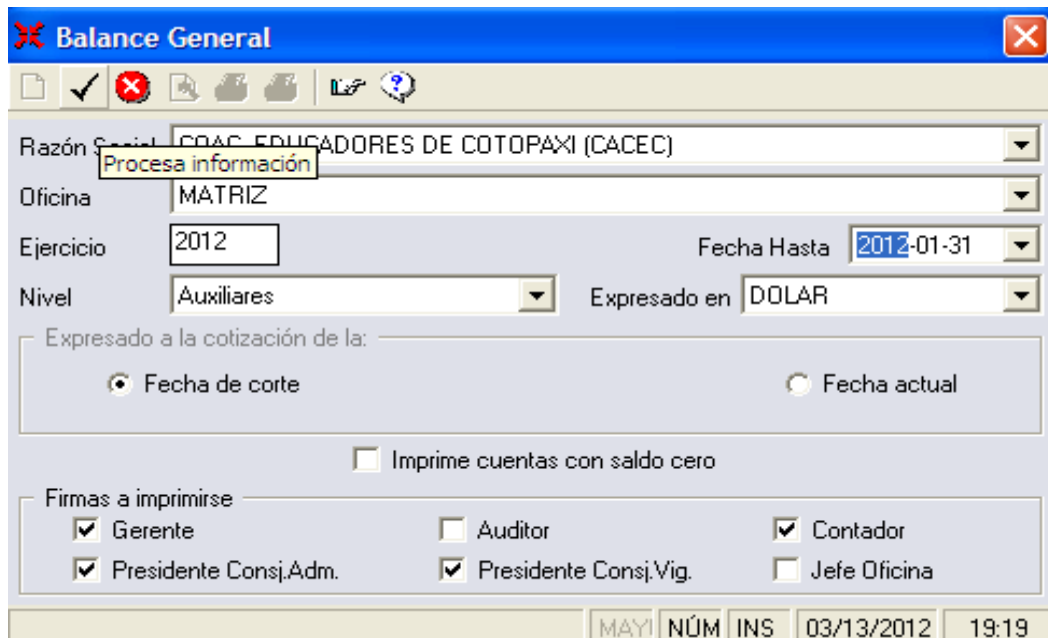 Balance General
Razón Social COAC. EDUCADORES DE COTOPAXI (CACEC)
Procesa información
Oficina MATRIZ
Ejercicio 2012 Fecha Hasta 2012-01-31
Nivel Auxiliares Expresado en DOLAR
Expresado a la cotización de la:
Fecha de corte Fecha actual
Imprime cuentas con saldo cero
Firmas a imprimirse
Gerente Auditor Contador
Presidente Consj.Adm. Presidente Consj.Vig. Jefe Oficina
NÚM INS 03/13/2012 19:19